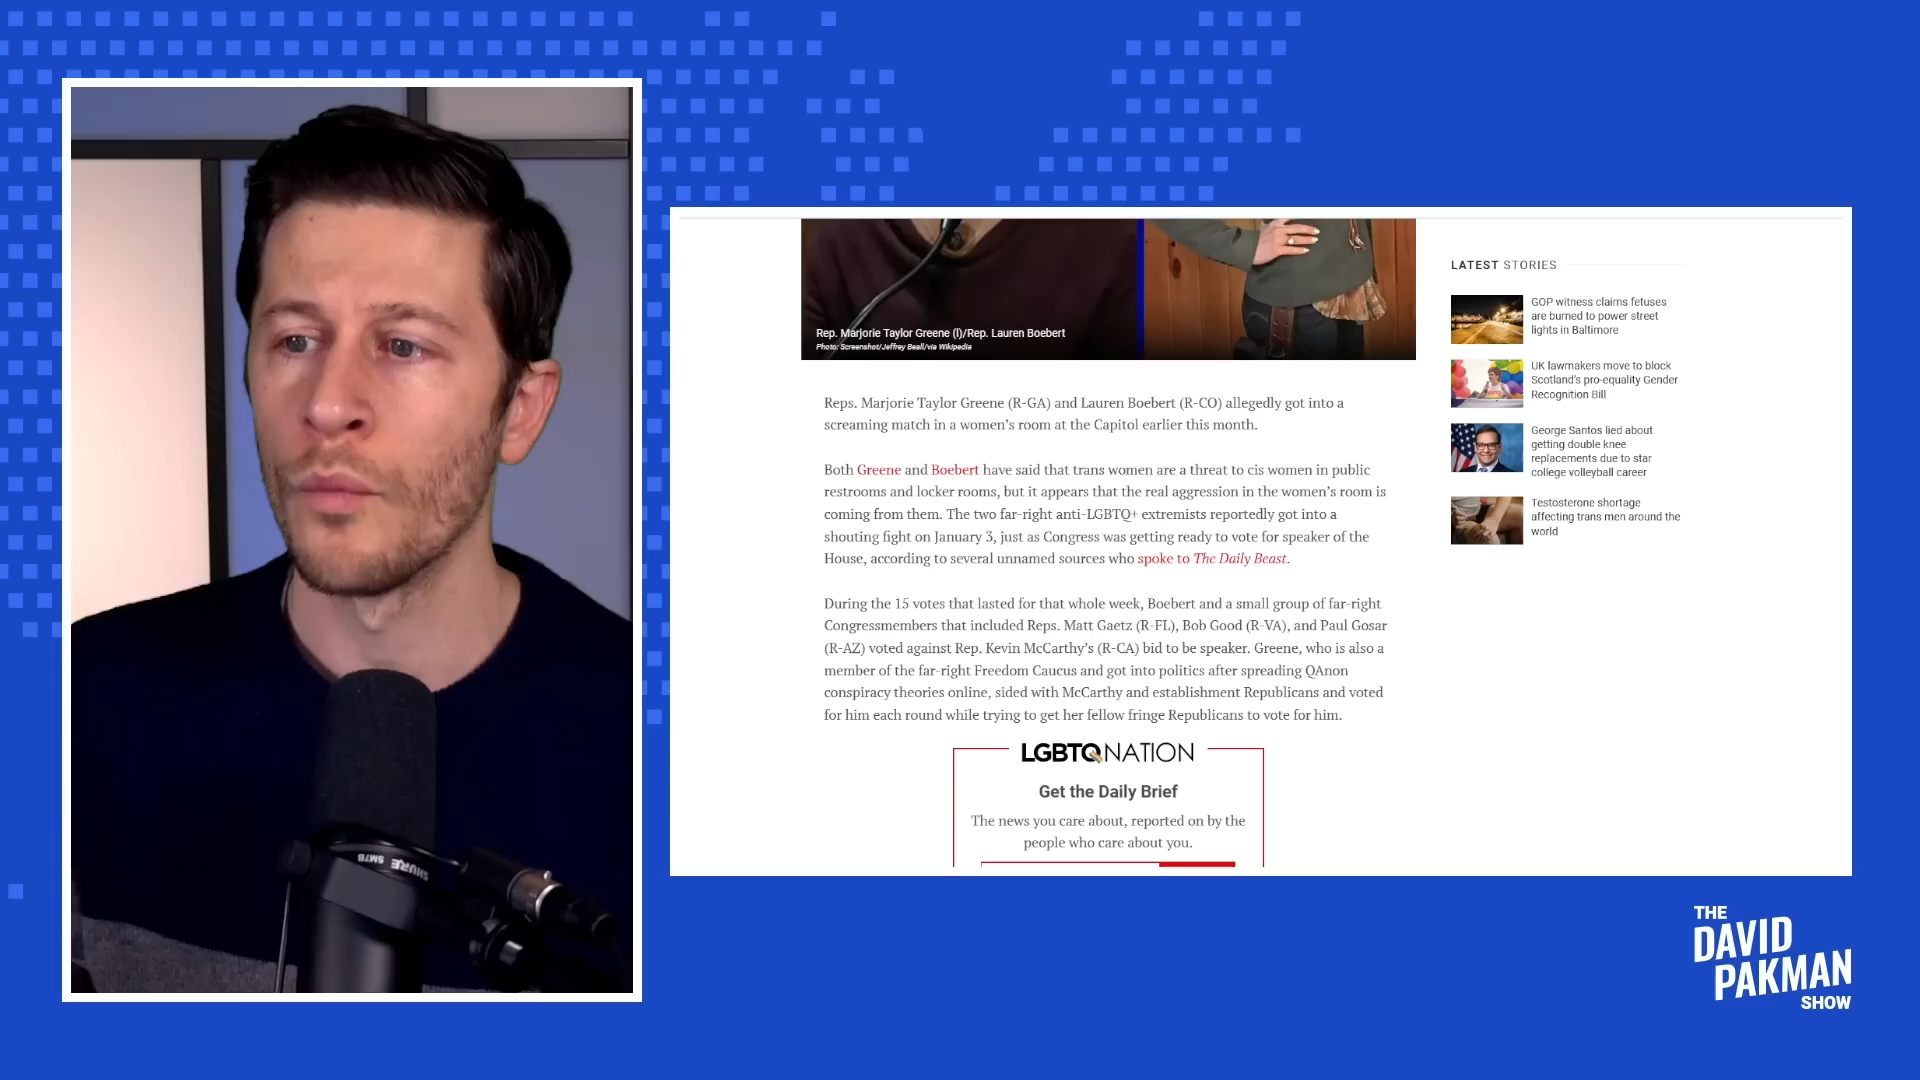 Rep. Marjorie Taylor Greene (l)/Rep. Lauren Boebert
Photo: Screenshot/Jeffrey Beall/via Wikipedia
Reps. Marjorie Taylor Greene (R-GA) and Lauren Boebert (R-CO) allegedly got into a
screaming match in a women’s room at the Capitol earlier this month.
Both Greene and Boebert have said that trans women are a threat to cis women in public
restrooms and locker rooms, but it appears that the real aggression in the women’s room is
coming from them. The two far-right anti-LGBTQ+ extremists reportedly got into a
shouting fight on January 3, just as Congress was getting ready to vote for speaker of the
House, according to several unnamed sources who spoke to The Daily Beast.
During the 15 votes that lasted for that whole week, Boebert and a small group of far-right
Congressmembers that included Reps. Matt Gaetz (R-FL), Bob Good (R-VA), and Paul Gosar
(R-AZ) voted against Rep. Kevin McCarthy’s (R-CA) bid to be speaker. Greene, who is also a
member of the far-right Freedom Caucus and got into politics after spreading QAnon
conspiracy theories online, sided with McCarthy and establishment Republicans and voted
for him each round while trying to get her fellow fringe Republicans to vote for him.
LGBTQNATION
Get the Daily Brief
The news you care about, reported on by the
people who care about you.
LATEST STORIES
GOP witness claims fetuses
are burned to power street
lights in Baltimore
UK lawmakers move to block
Scotland’s pro-equality Gender
Recognition Bill
George Santos lied about
getting double knee
replacements due to star
college volleyball career
Testosterone shortage
affecting trans men around the
world
SHURE
SM7B
THE
DAVID
PAKMAN
SHOW